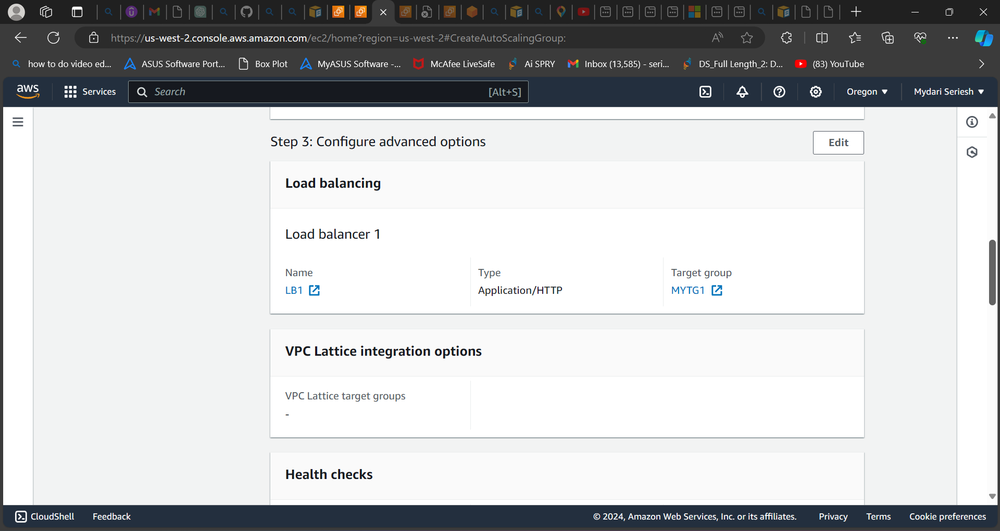 https://us-west-2.console.aws.amazon.com/ec2/home?region=us-west-2#CreateAutoScalingGroup:
how to do video ed...
ASUS Software Port...
Box Plot
MyASUS Software -...
McAfee LiveSafe
Ai SPRY
Inbox (13,585) - seri...
DS_Full Length_2: D...
(83) YouTube
aws
Services
Search
[Alt+S]
Oregon
Mydari Seriesh
Step 3: Configure advanced options
Edit
Load balancing
Load balancer 1
Name
Type
Target group
LB1
Application/HTTP
MYTG1
VPC Lattice integration options
VPC Lattice target groups
-
Health checks
CloudShell
Feedback
© 2024, Amazon Web Services, Inc. or its affiliates.
Privacy
Terms
Cookie preferences